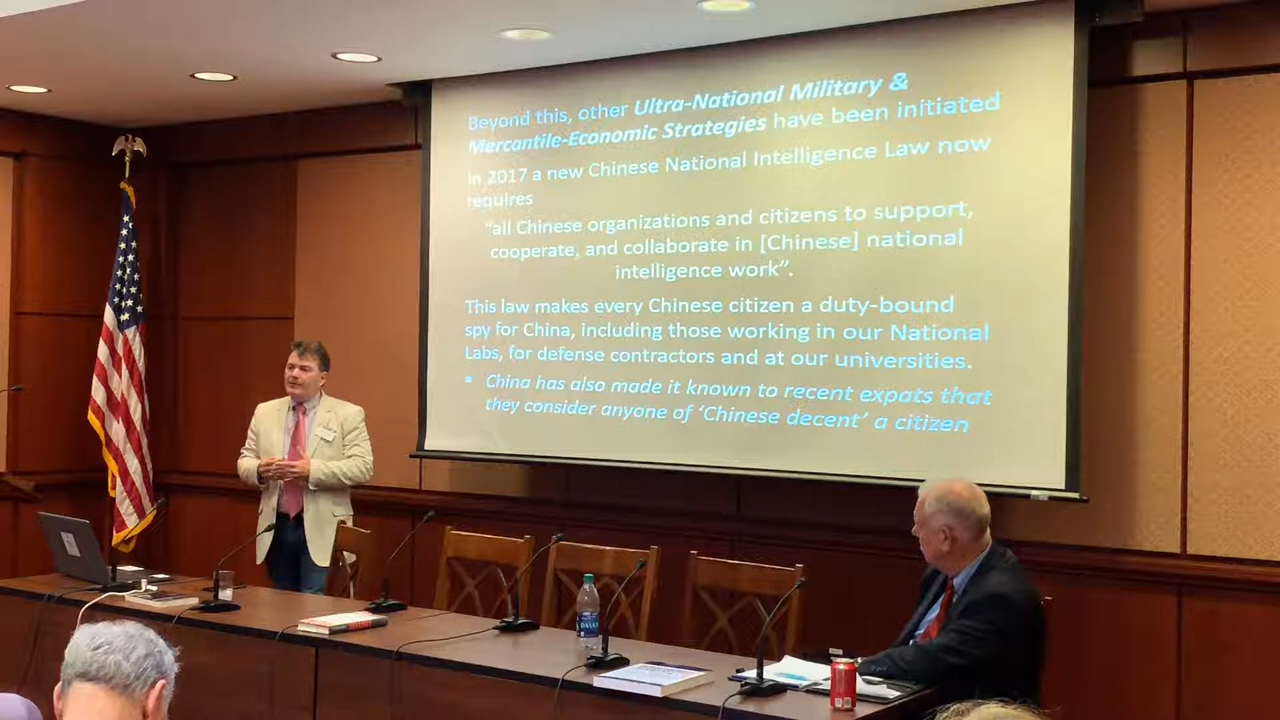 Beyond this, other Ultra-National Military &
Mercantile-Economic Strategies have been initiated
In 2017 a new Chinese National Intelligence Law now
requires
“all Chinese organizations and citizens to support,
cooperate, and collaborate in [Chinese] national
intelligence work”.
This law makes every Chinese citizen a duty-bound
spy for China, including those working in our National
Labs, for defense contractors and at our universities.
▪ China has also made it known to recent expats that
they consider anyone of ‘Chinese decent’ a citizen
DASANI